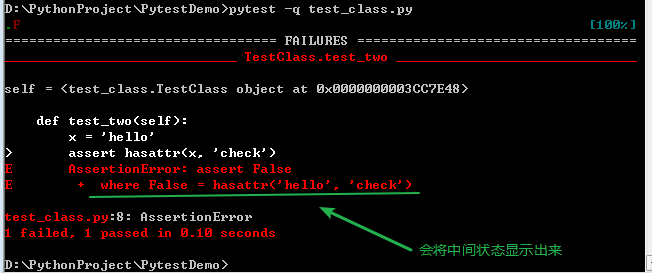 D:\PythonProject\PytestDemo>pytest -q test_class.py
.F [100%]
================================== FAILURES ===================================
_____________________________ TestClass.test_two ______________________________
self = <test_class.TestClass object at 0x0000000003CC7E48>
def test_two(self):
x = 'hello'
> assert hasattr(x, 'check')
E AssertionError: assert False
E + where False = hasattr('hello', 'check')
test_class.py:8: AssertionError
1 failed, 1 passed in 0.10 seconds
会将中间状态显示出来
D:\PythonProject\PytestDemo>